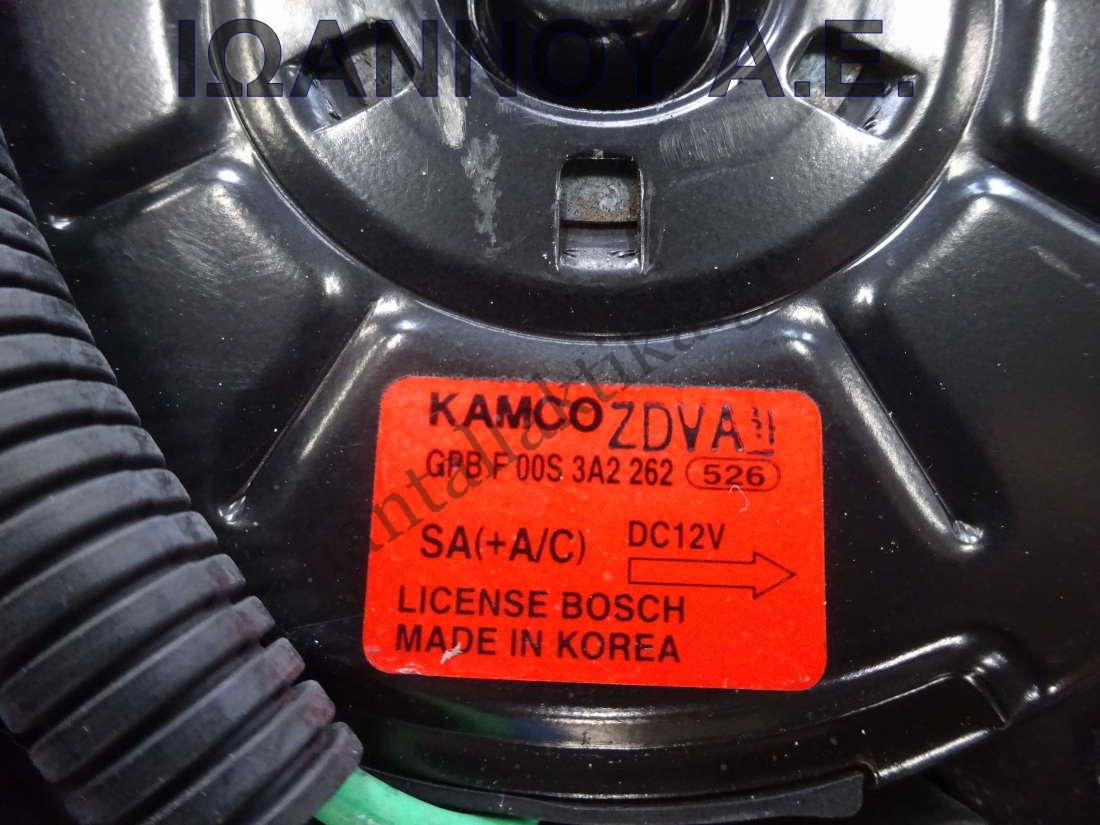 ΙΩΑΝΝΟΥ Α.Ε.
KAMCO ZDVA
GPB F 00S 3A2 262 526
SA(+A/C) DC12V
LICENSE BOSCH
MADE IN KOREA